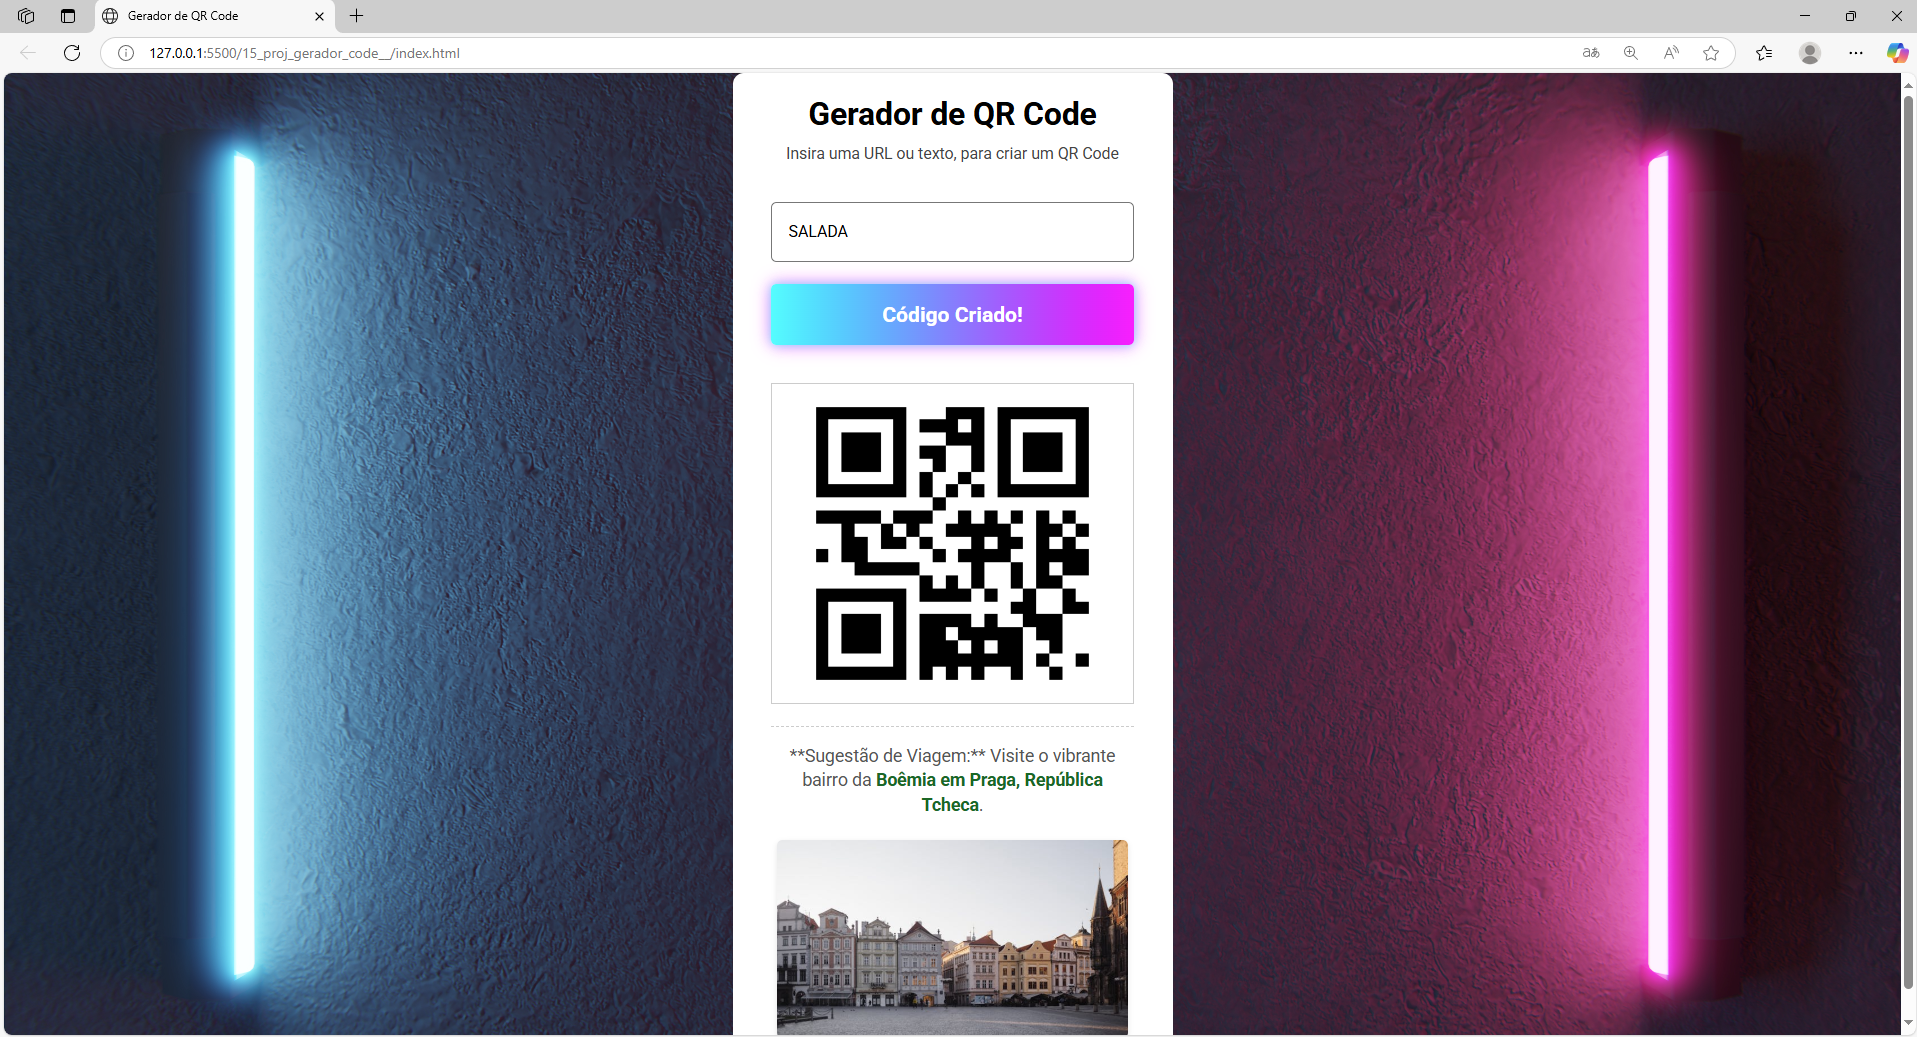 Gerador de QR Code
127.0.0.1:5500/15_proj_gerador_code__/index.html
Gerador de QR Code
Insira uma URL ou texto, para criar um QR Code
SALADA
Código Criado!
**Sugestão de Viagem:** Visite o vibrante
bairro da Boêmia em Praga, República
Tcheca.